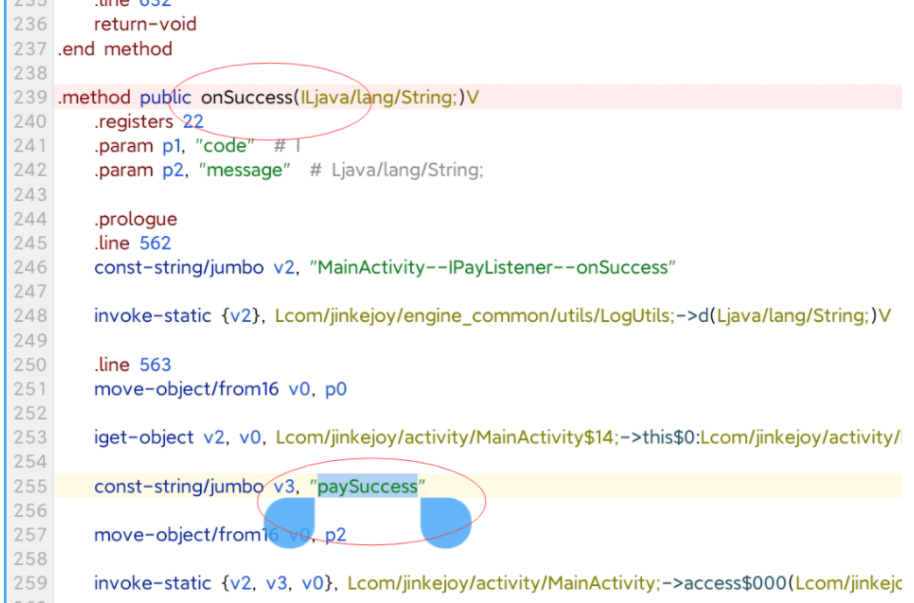 .line 632
236 return-void
237 .end method
238
239 .method public onSuccess(ILjava/lang/String;)V
240 .registers 22
241 .param p1, "code" # I
242 .param p2, "message" # Ljava/lang/String;
243
244 .prologue
245 .line 562
246 const-string/jumbo v2, "MainActivity--IPayListener--onSuccess"
247
248 invoke-static {v2}, Lcom/jinkejoy/engine_common/utils/LogUtils;->d(Ljava/lang/String;)V
249
250 .line 563
251 move-object/from16 v0, p0
252
253 iget-object v2, v0, Lcom/jinkejoy/activity/MainActivity$14;->this$0:Lcom/jinkejoy/activity/
254
255 const-string/jumbo v3, "paySuccess"
256
257 move-object/from16 v0, p2
258
259 invoke-static {v2, v3, v0}, Lcom/jinkejoy/activity/MainActivity;->access$000(Lcom/jinkejo